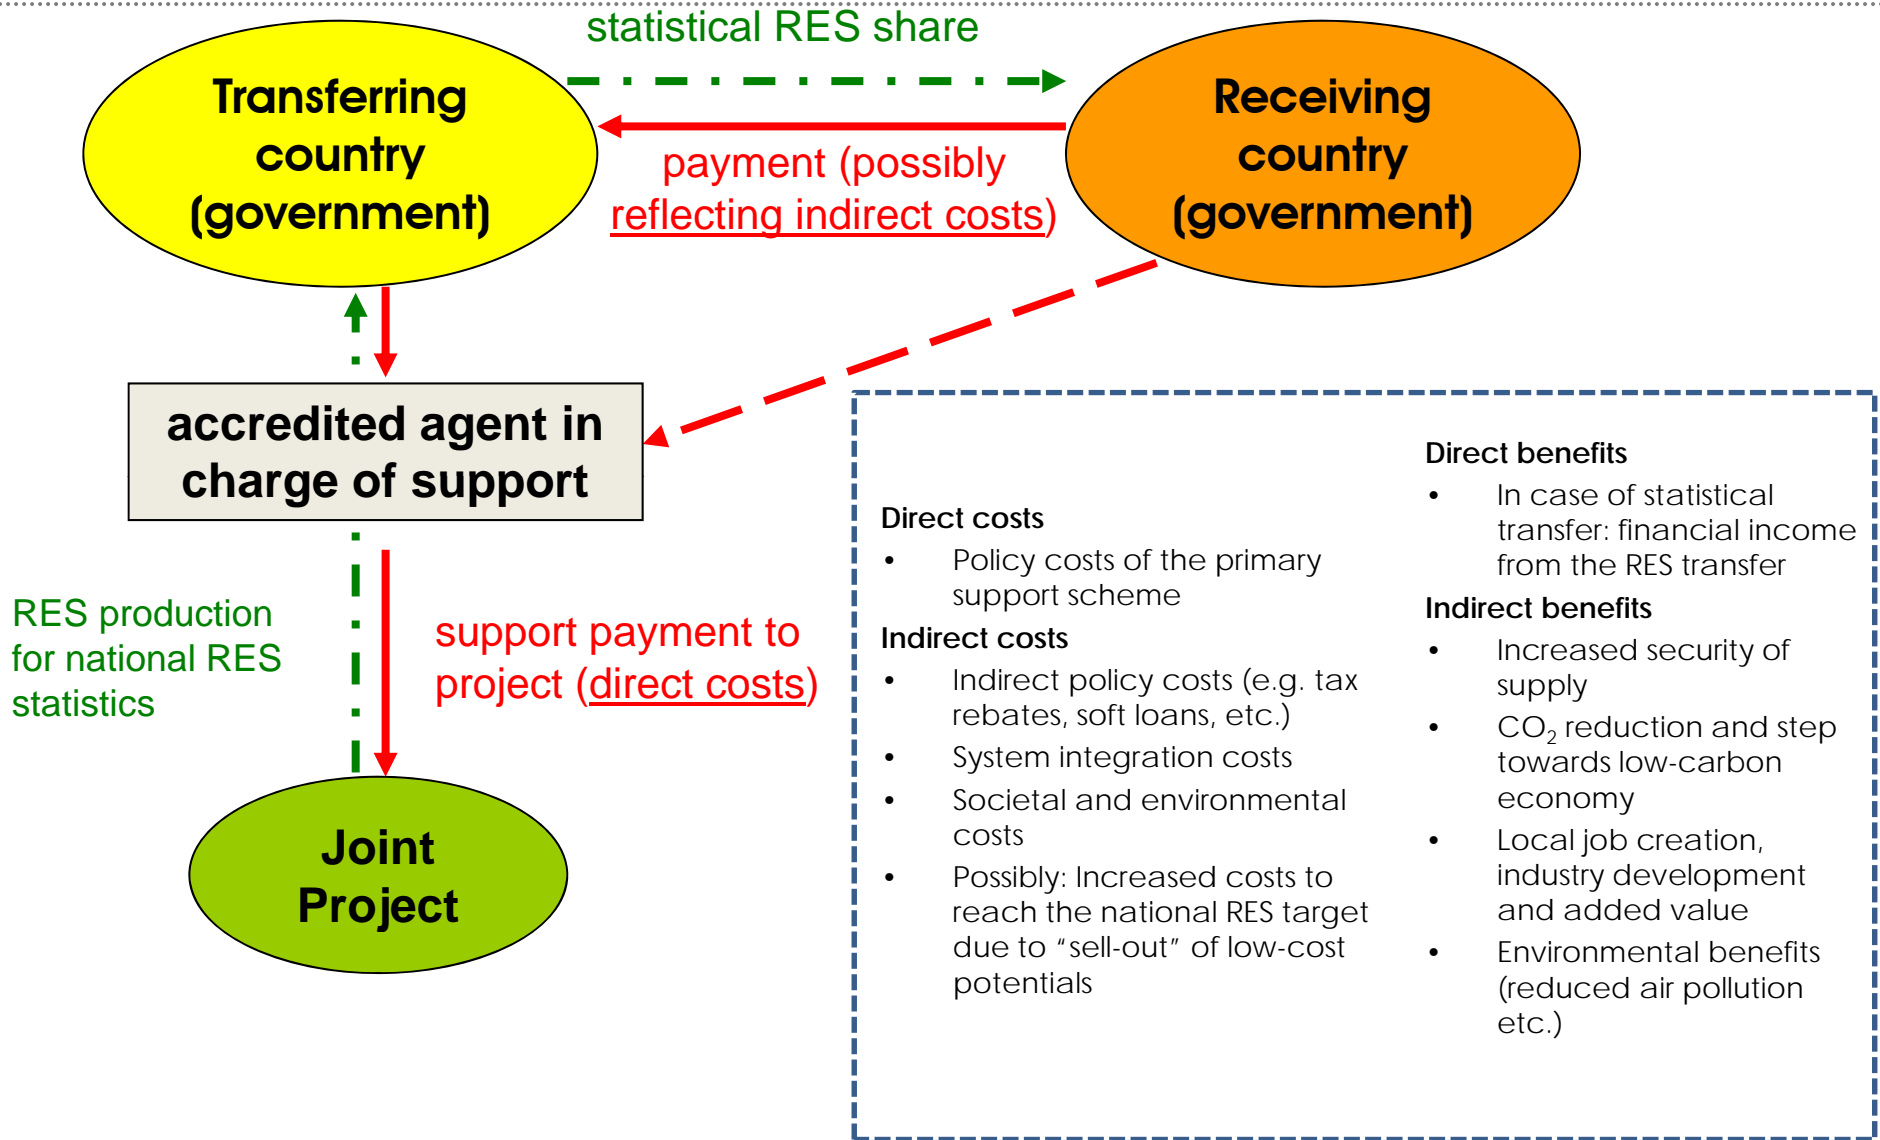 statistical RES share
Transferring
country
(government)
Receiving
country
(government)
payment (possibly
reflecting indirect costs)
accredited agent in
charge of support
RES production
for national RES
statistics
support payment to
project (direct costs)
Joint
Project
Direct costs
• Policy costs of the primary
support scheme
Indirect costs
• Indirect policy costs (e.g. tax
rebates, soft loans, etc.)
• System integration costs
• Societal and environmental
costs
• Possibly: Increased costs to
reach the national RES target
due to “sell-out” of low-cost
potentials
Direct benefits
• In case of statistical
transfer: financial income
from the RES transfer
Indirect benefits
• Increased security of
supply
• CO₂ reduction and step
towards low-carbon
economy
• Local job creation,
industry development
and added value
• Environmental benefits
(reduced air pollution
etc.)